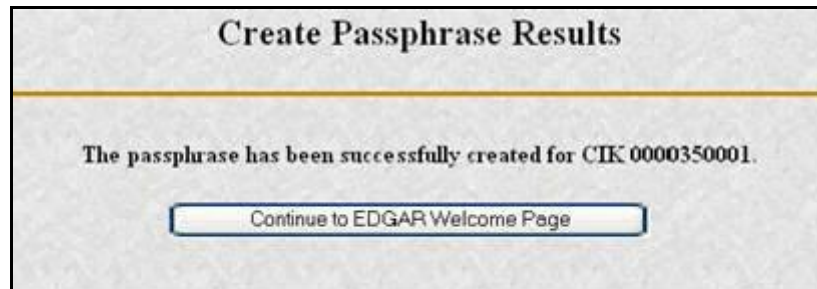 Create Passphrase Results
The passphrase has been successfully created for CIK 0000350001.
Continue to EDGAR Welcome Page